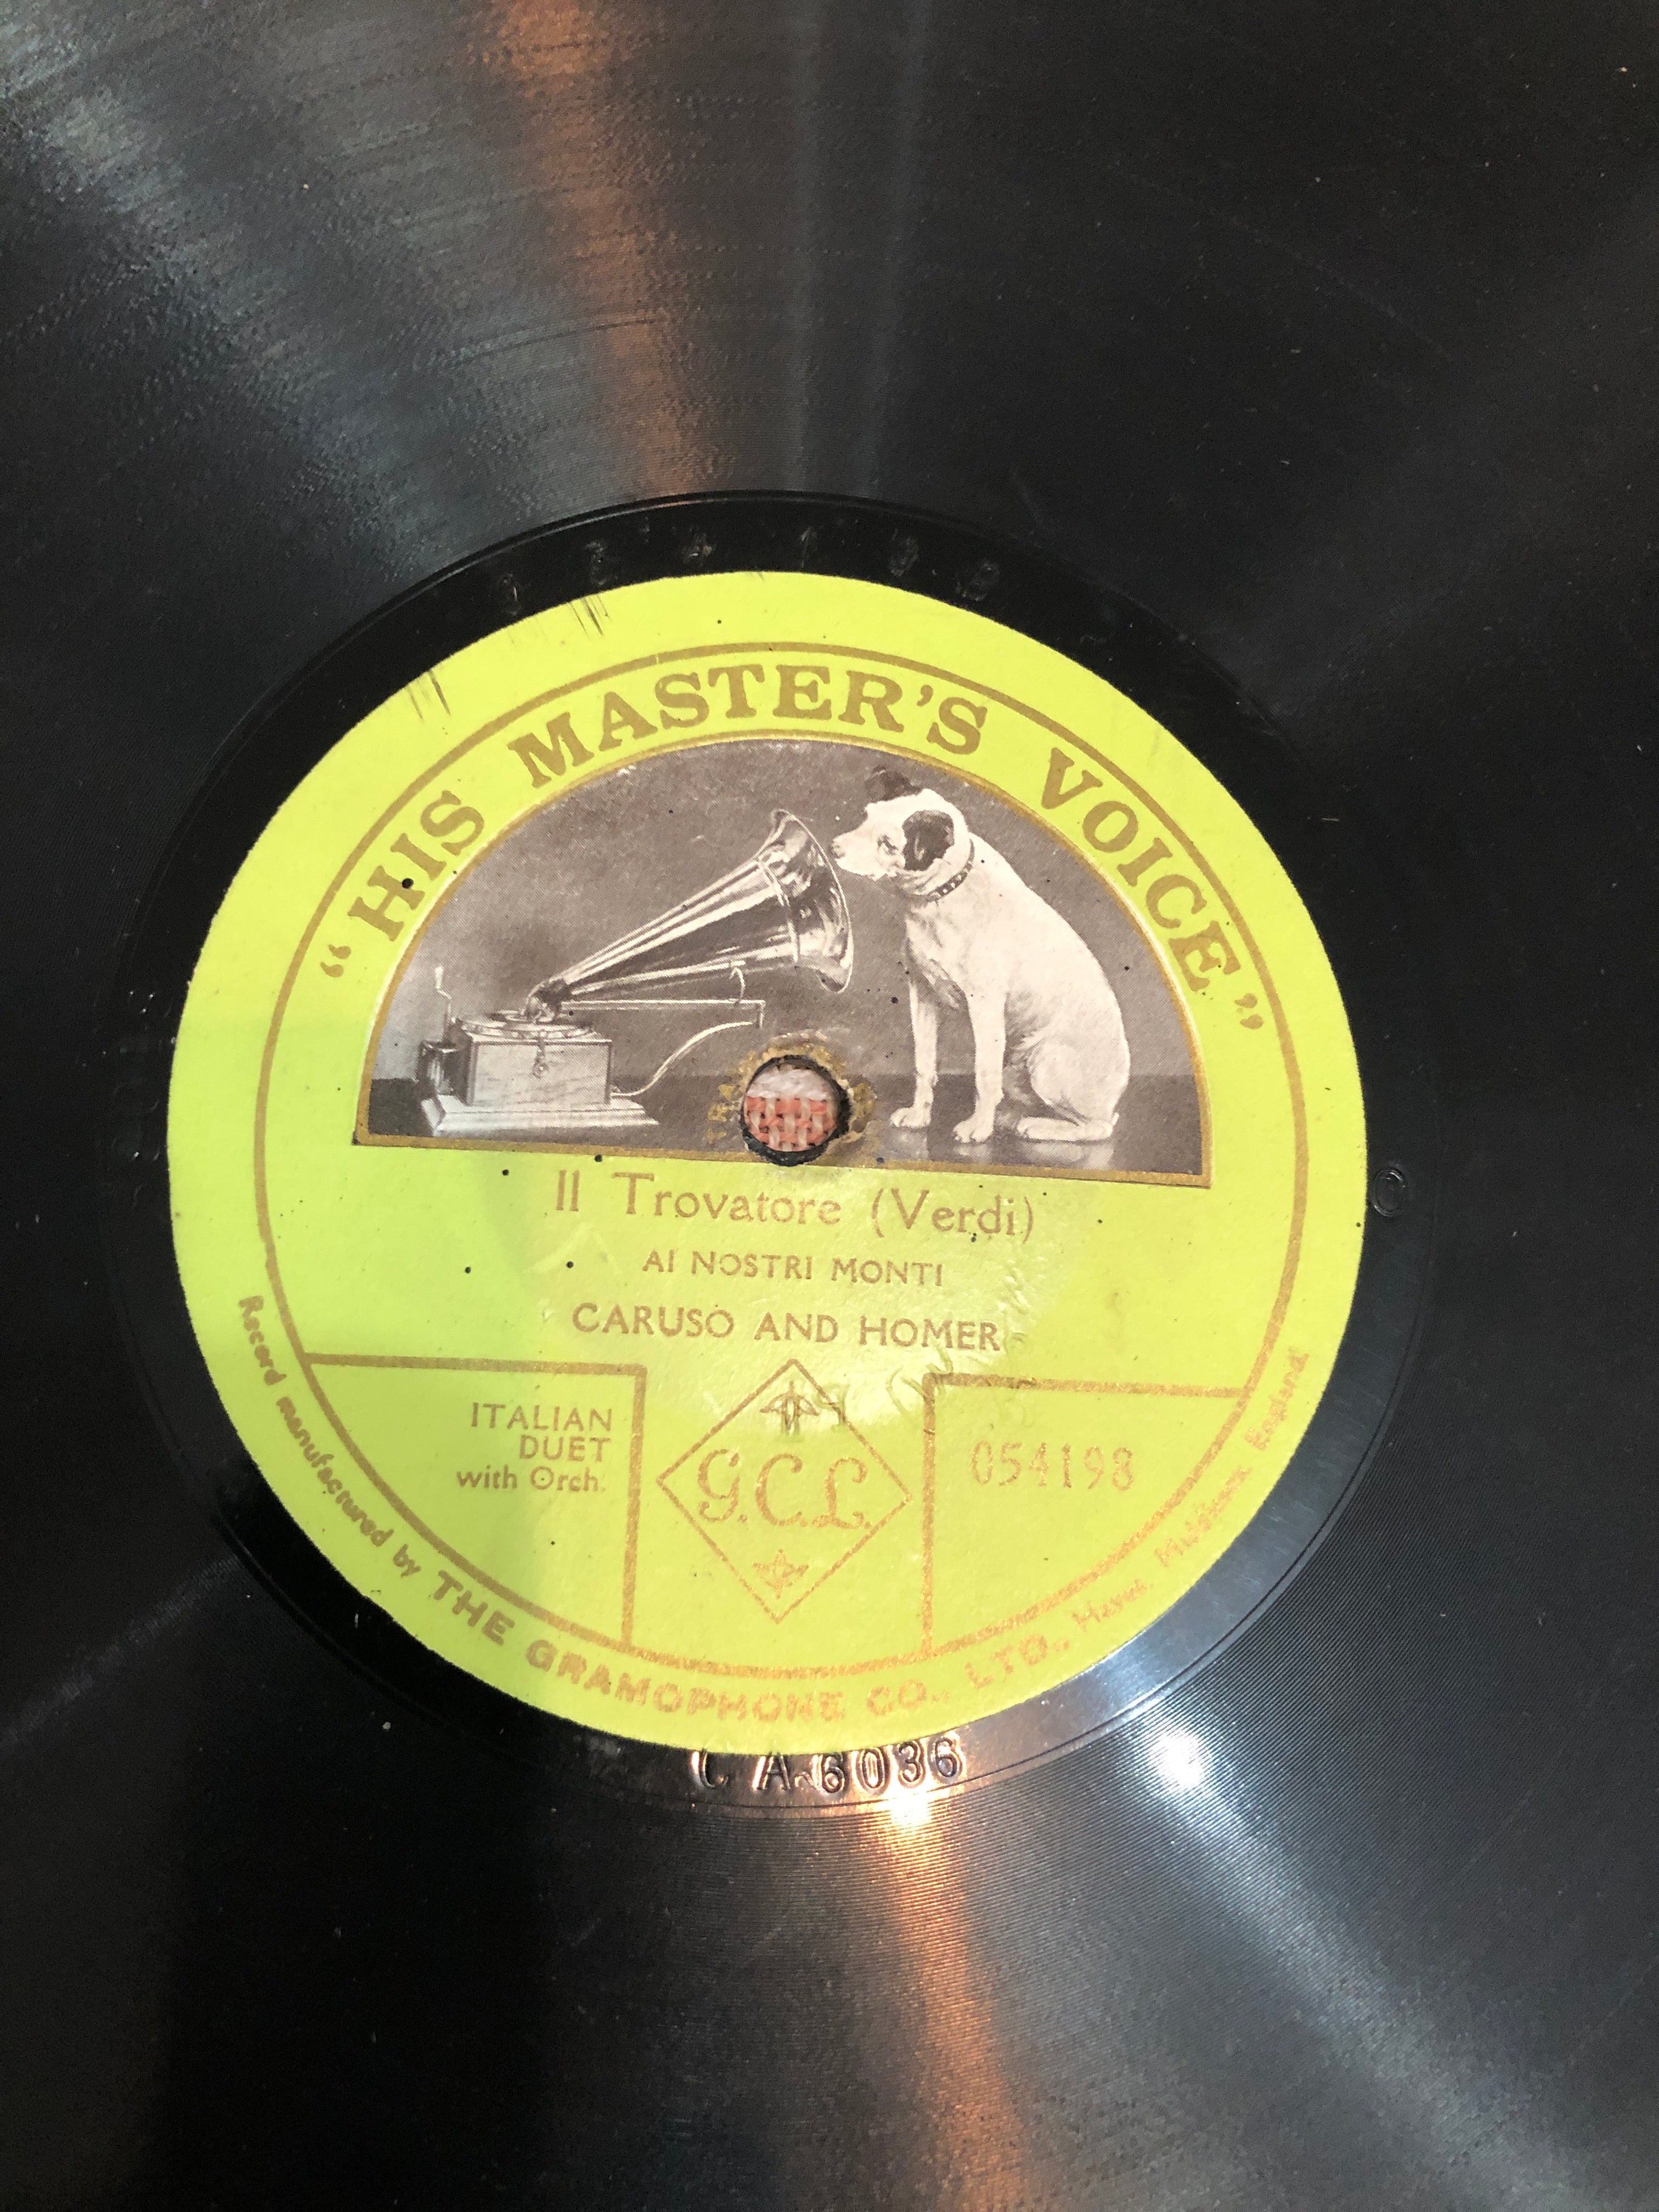 “HIS MASTER'S VOICE”
Il Trovatore (Verdi)
AI NOSTRI MONTI
CARUSO AND HOMER
ITALIAN
DUET
with Orch.
G.C.L.
054198
Record manufactured by THE GRAMOPHONE CO., LTD., Hayes, Middlesex, England
A 6036